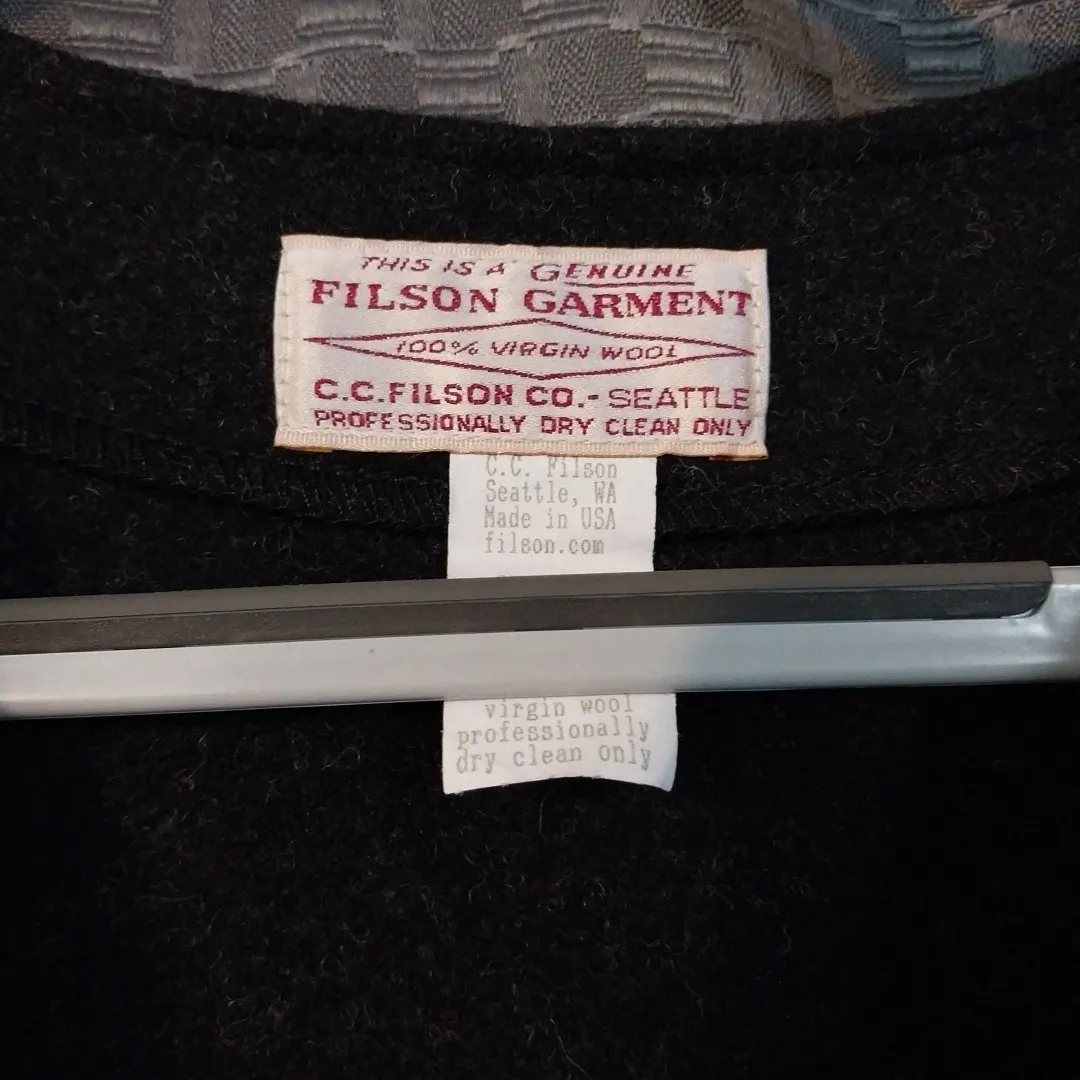 THIS IS A GENUINE
FILSON GARMENT
100% VIRGIN WOOL
C.C.FILSON CO.- SEATTLE
PROFESSIONALLY DRY CLEAN ONLY
C.C. Filson
Seattle, WA
Made in USA
filson.com
virgin wool
professionally
dry clean only